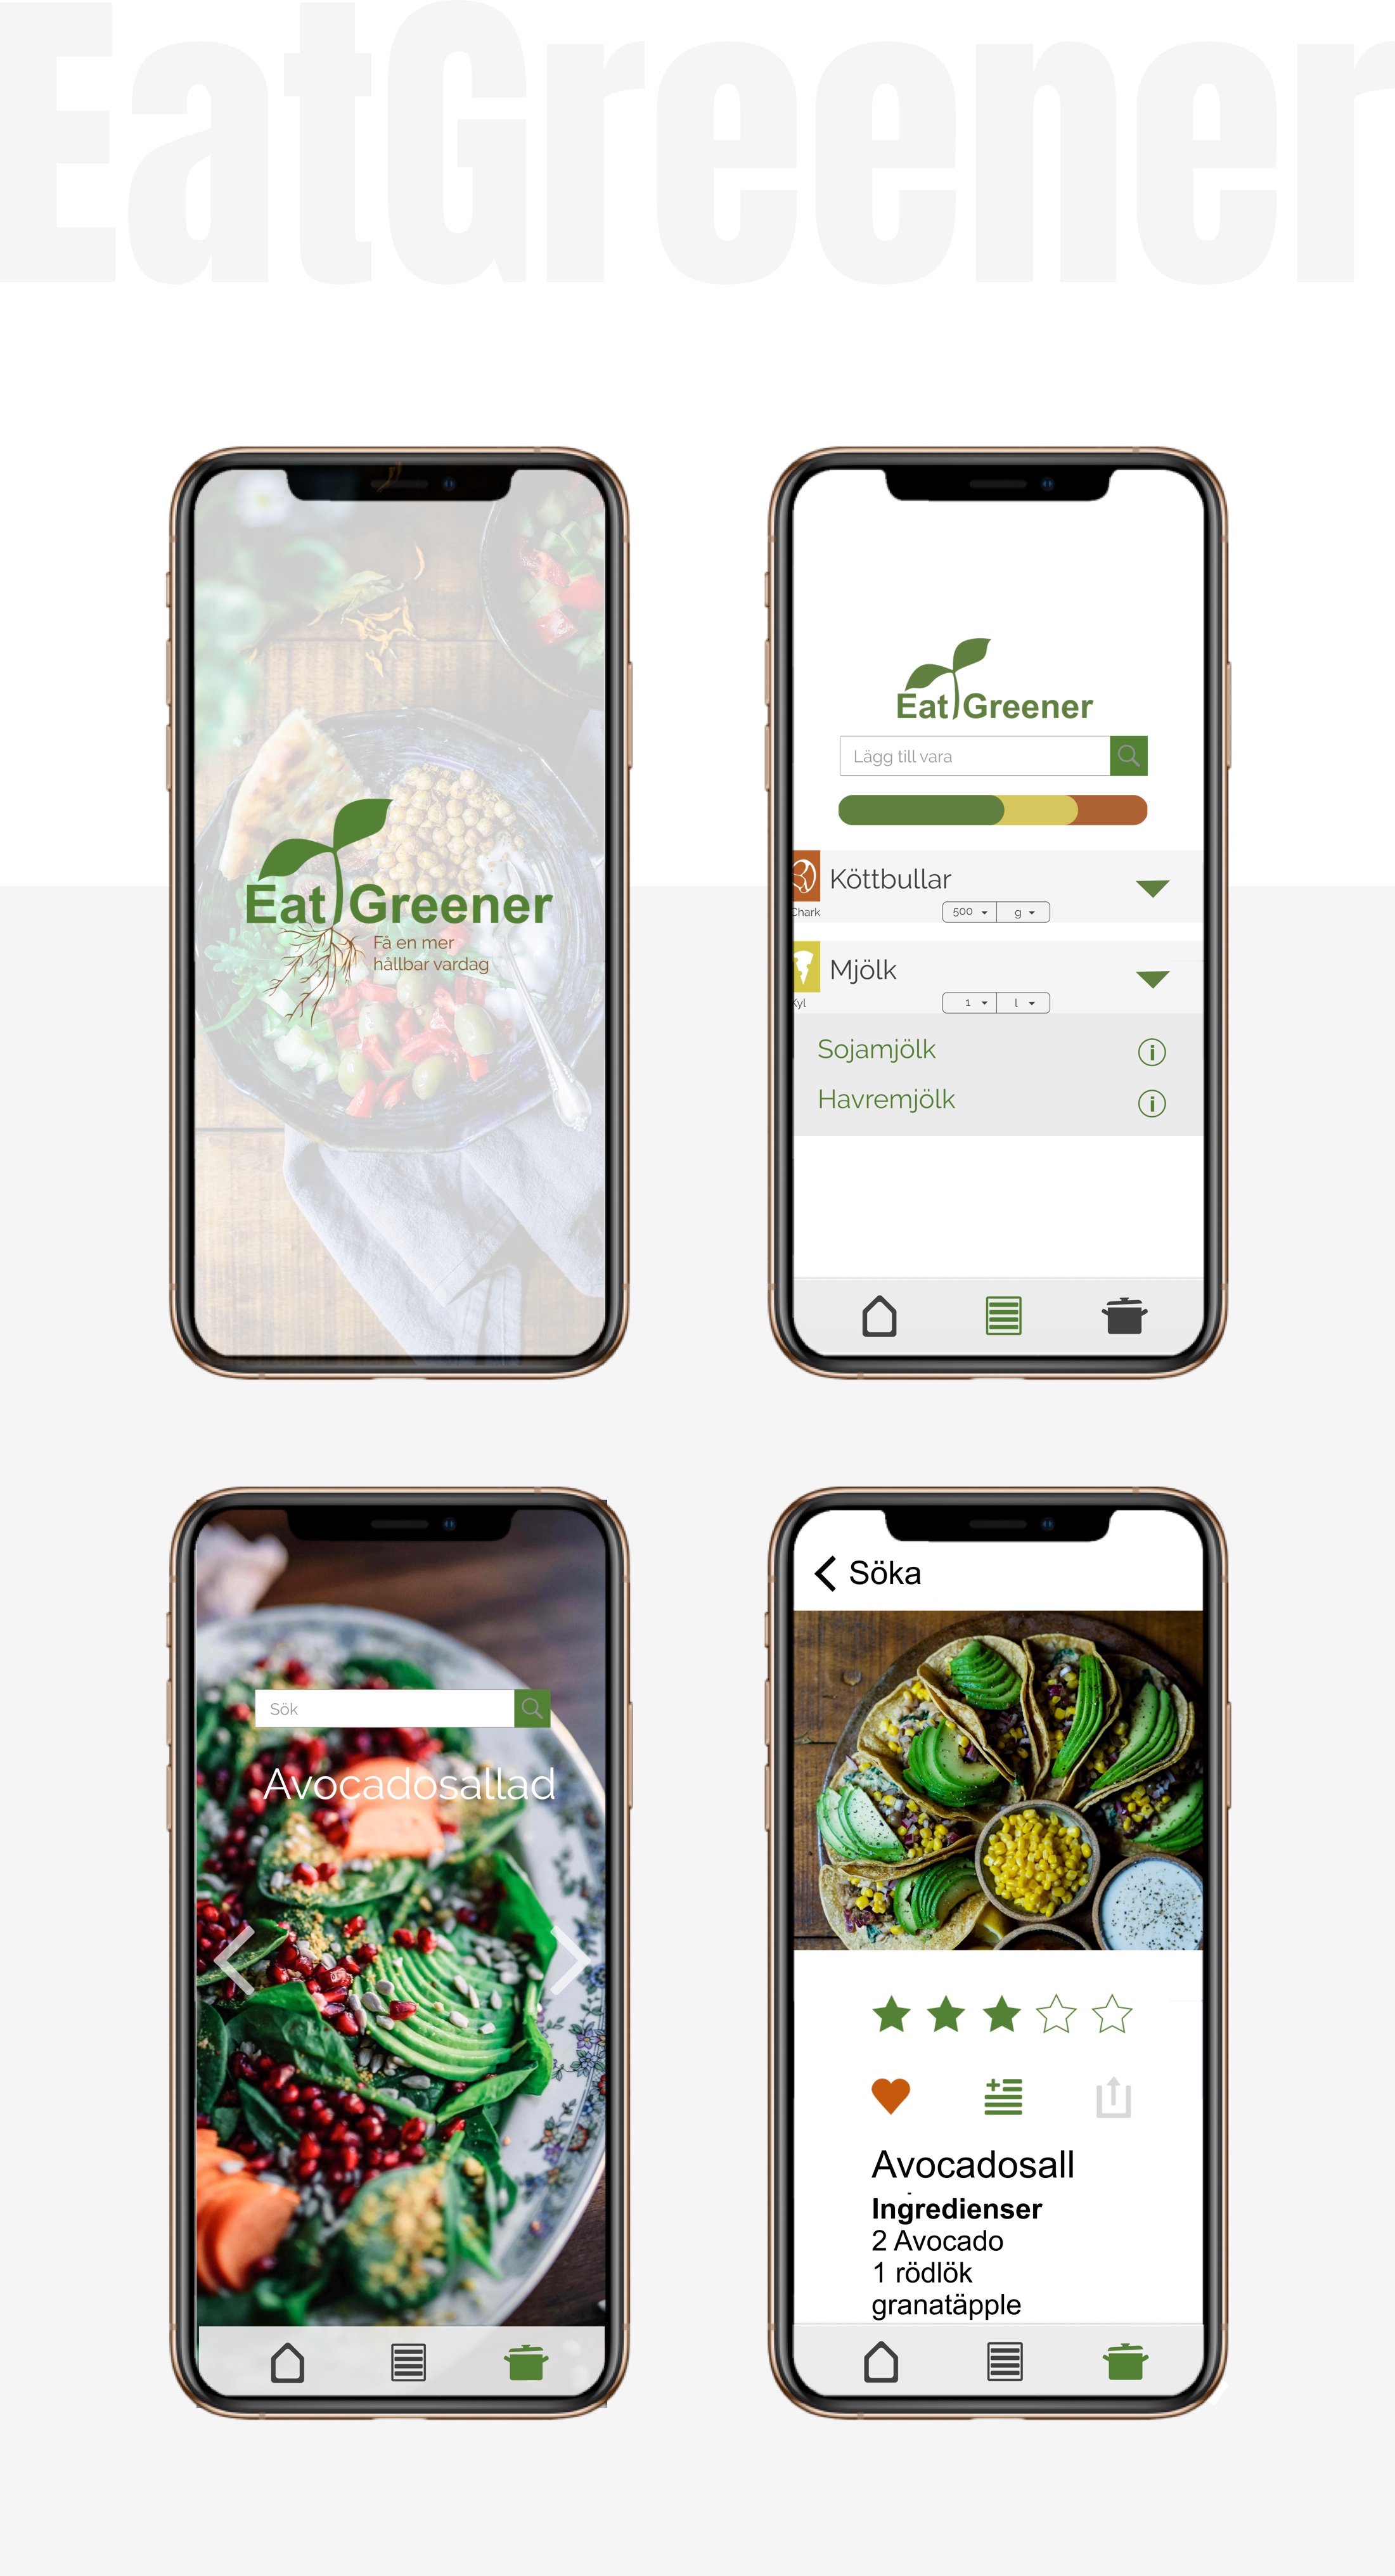 EatGreener
Eat Greener
Få en mer
hållbar vardag
Eat Greener
Lägg till vara
Köttbullar
Chark
500 g
Mjölk
Kyl
1 l
Sojamjölk
Havremjölk
Sök
Avocadosallad
Söka
Avocadosall
Ingredienser
2 Avocado
1 rödlök
granatäpple